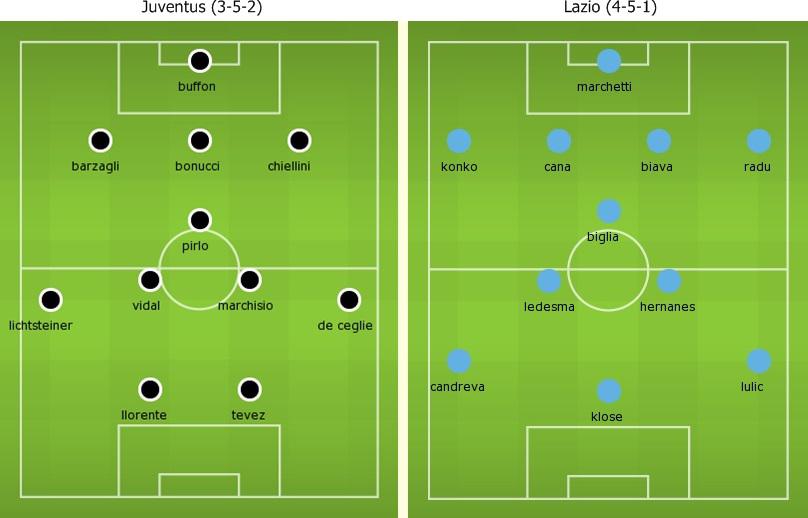 Juventus (3-5-2)
buffon
barzagli bonucci chiellini
pirlo
vidal marchisio
lichtsteiner de ceglie
llorente tevez
Lazio (4-5-1)
marchetti
konko cana biava radu
biglia
ledesma hernanes
candreva lulic
klose